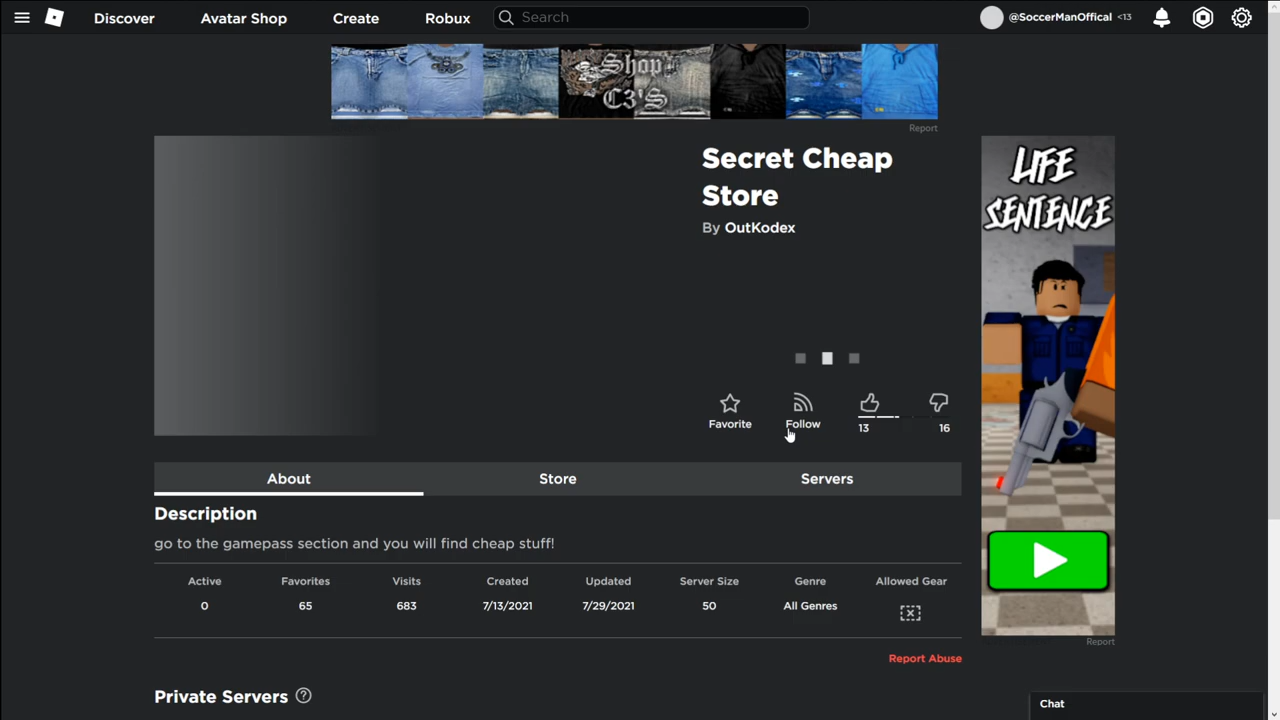 Discover
Avatar Shop
Create
Robux
Search
@SoccerManOffical <13
Shop
C3'S
Report
Secret Cheap
Store
By OutKodex
LIFE
SENTENCE
Favorite
Follow
13
16
About
Store
Servers
Description
go to the gamepass section and you will find cheap stuff!
Active
Favorites
Visits
Created
Updated
Server Size
Genre
Allowed Gear
0
65
683
7/13/2021
7/29/2021
50
All Genres
Report
Report Abuse
Private Servers ?
Chat